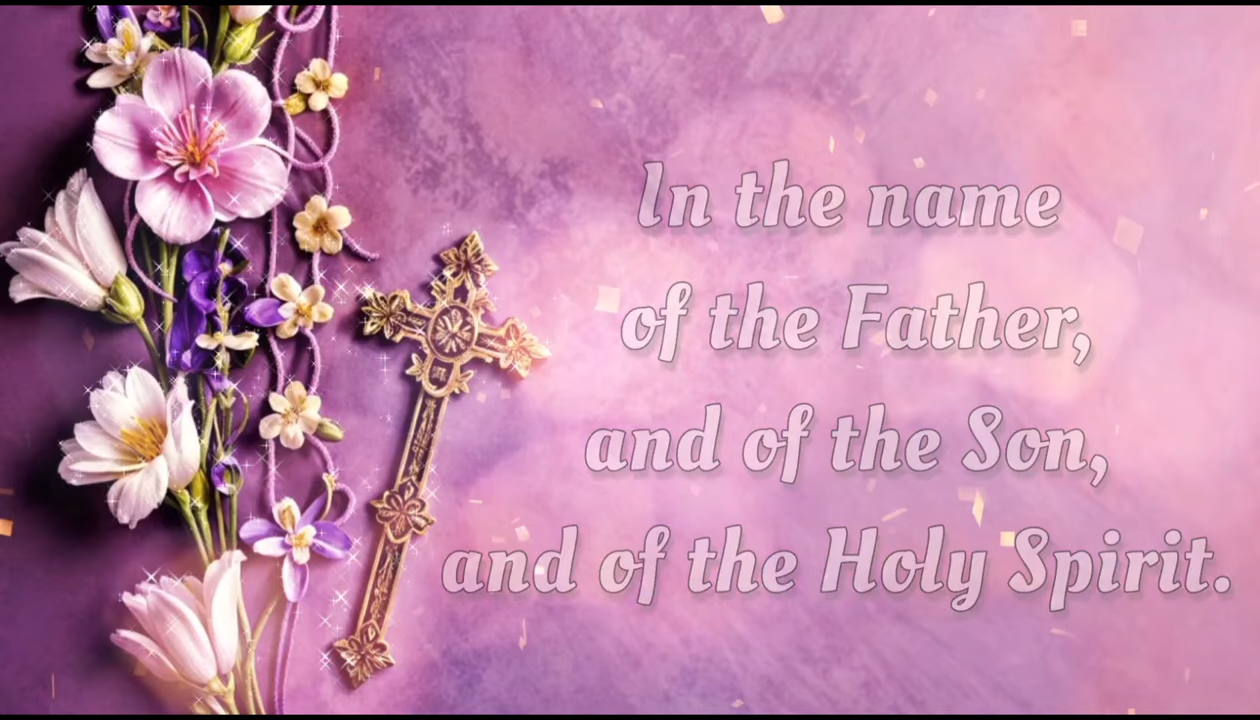 In the name
of the Father,
and of the Son,
and of the Holy Spirit.